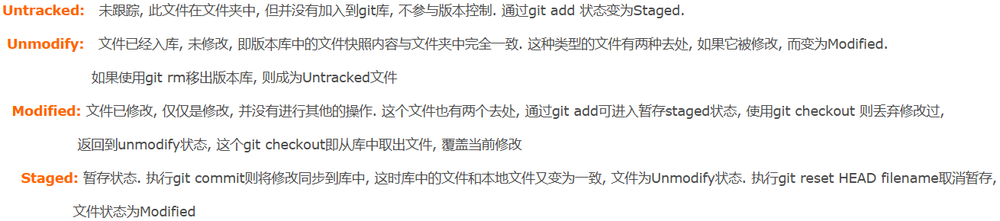 Untracked: 未跟踪, 此文件在文件夹中, 但并没有加入到git库, 不参与版本控制. 通过git add 状态变为Staged.
Unmodify: 文件已经入库, 未修改, 即版本库中的文件快照内容与文件夹中完全一致. 这种类型的文件有两种去处, 如果它被修改, 而变为Modified.
如果使用git rm移出版本库, 则成为Untracked文件
Modified: 文件已修改, 仅仅是修改, 并没有进行其他的操作. 这个文件也有两个去处, 通过git add可进入暂存staged状态, 使用git checkout 则丢弃修改过,
返回到unmodify状态, 这个git checkout即从库中取出文件, 覆盖当前修改
Staged: 暂存状态. 执行git commit则将修改同步到库中, 这时库中的文件和本地文件又变为一致, 文件为Unmodify状态. 执行git reset HEAD filename取消暂存,
文件状态为Modified